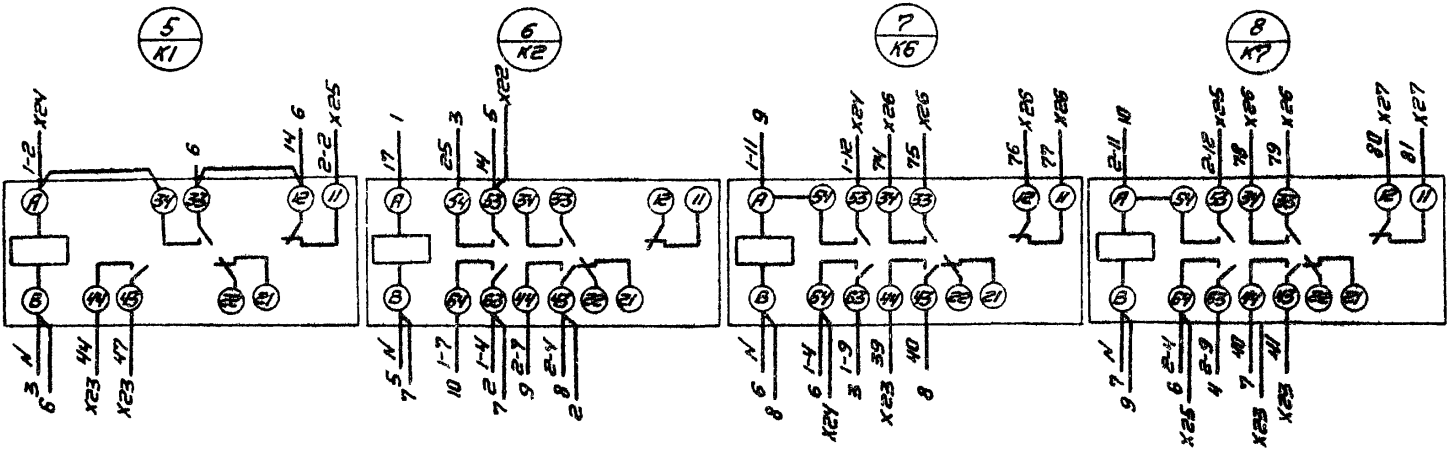 5
K1
6
K2
7
K6
8
K7
1-2 X24
6
14 6
2-2 X25
17 1
25 3
14 5 X22
1-11 9
1-12 X24
74 X26
75 X26
76 X26
77 X26
2-11 10
2-12 X25
78 X26
79 X26
80 X27
81 X27
A 34 33 12 11
A 54 53 34 33 12 11
A 54 53 34 33 12 11
A 54 53 34 33 12 11
B 44 43 22 21
B 64 63 44 43 22 21
B 64 63 44 43 22 21
B 64 63 44 43 22 21
3 N
6
X23 44
X23 47
5 N
7
10 1-7
2 1-4
7
9 2-7
8 2-4
2
6 N
8
6 1-4
X24
3 1-9
X23 39
8 40
7 N
9
6 2-4
X25
4 2-9
7 40
X23
X23 41